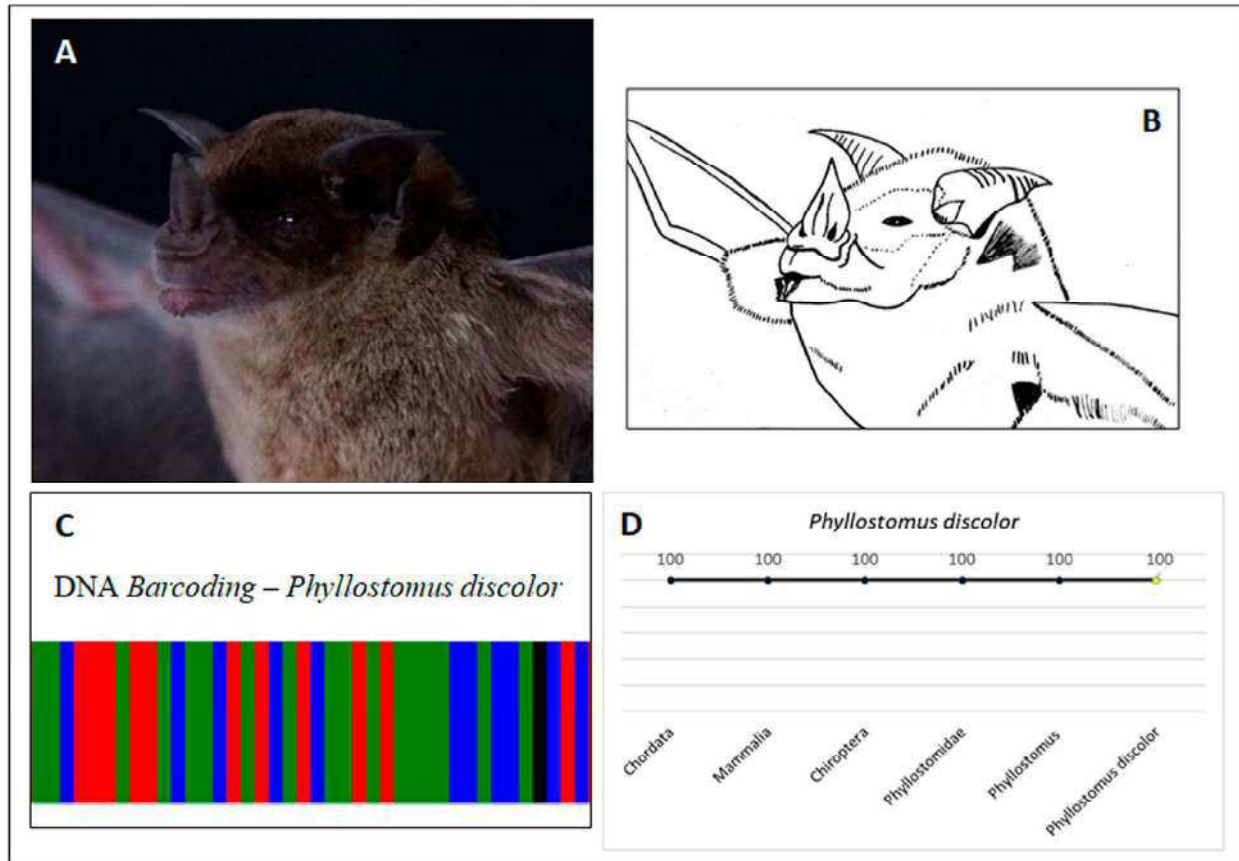 A
B
C
DNA Barcoding – Phyllostomus discolor
D
Phyllostomus discolor
100 100 100 100 100 100
Chordata
Mammalia
Chiroptera
Phyllostomidae
Phyllostomus
Phyllostomus discolor